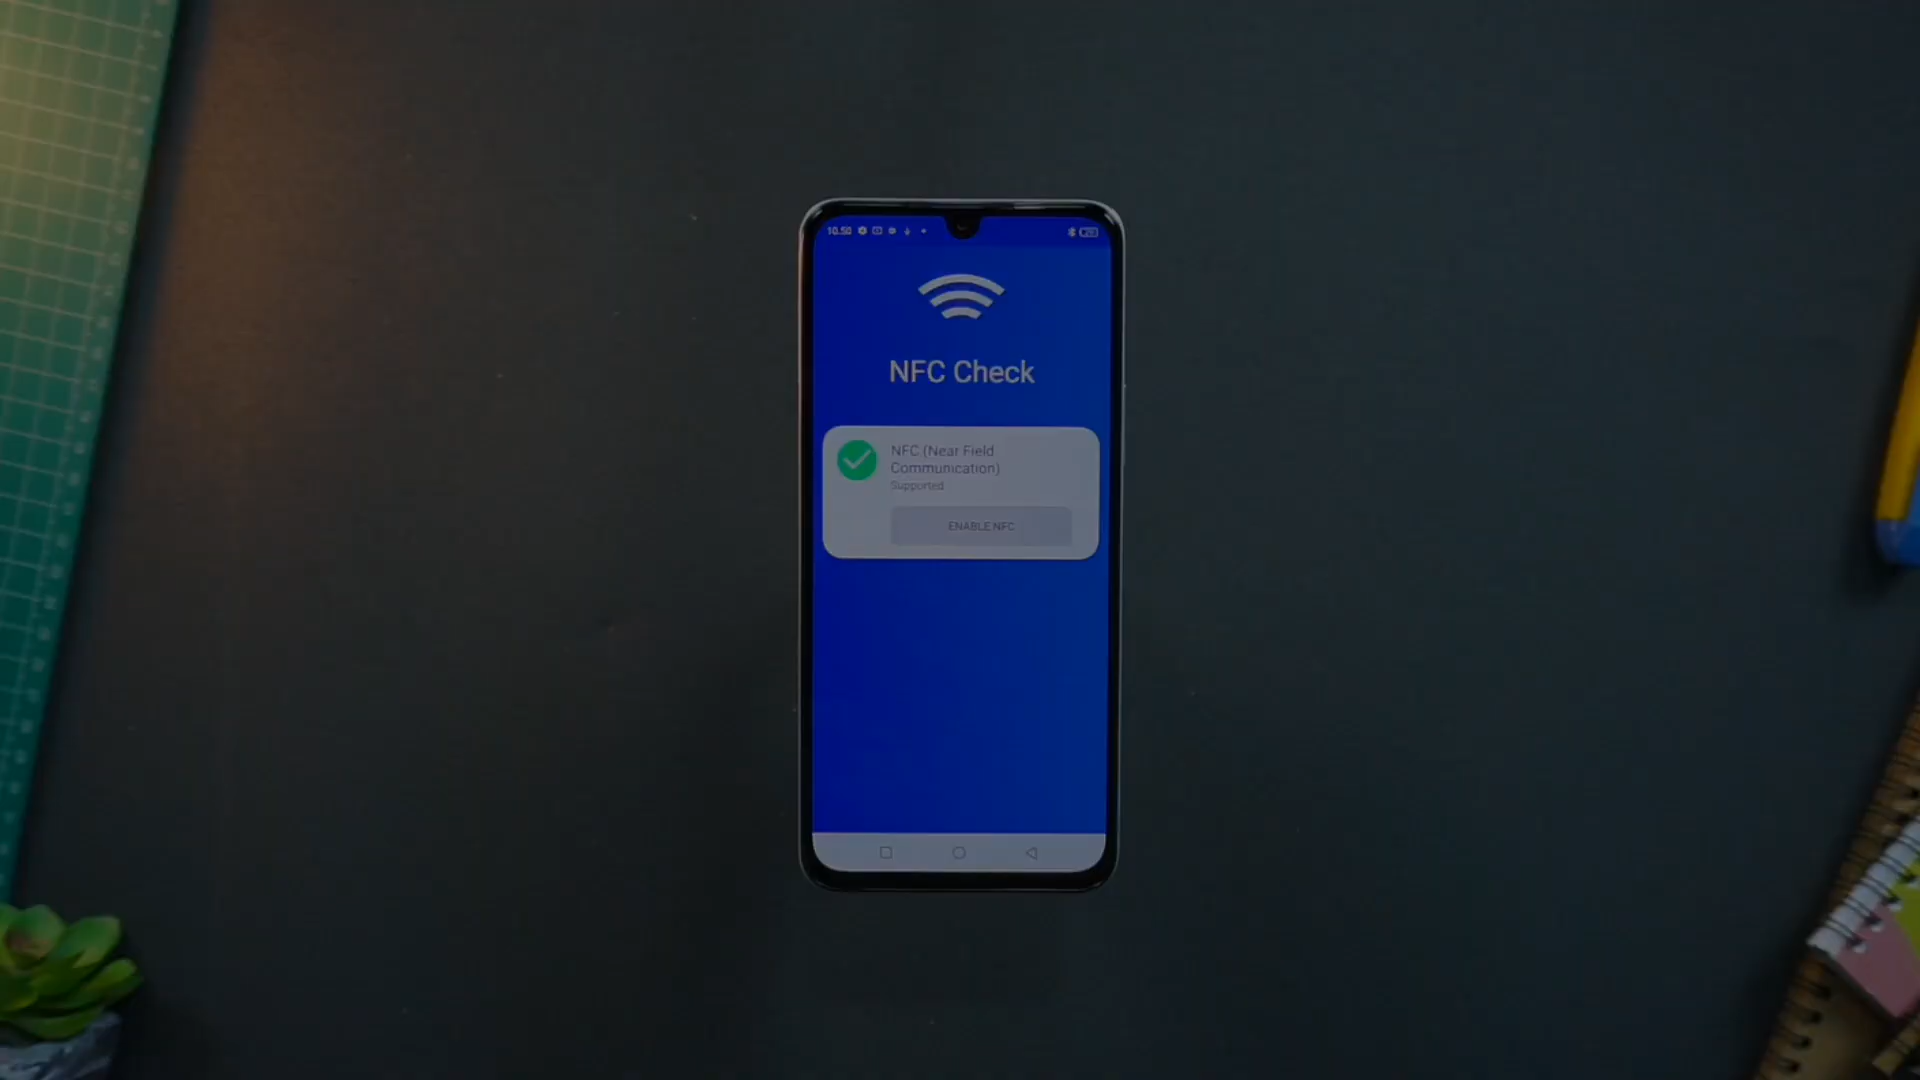 10.50
NFC Check
NFC (Near Field
Communication)
Supported
ENABLE NFC